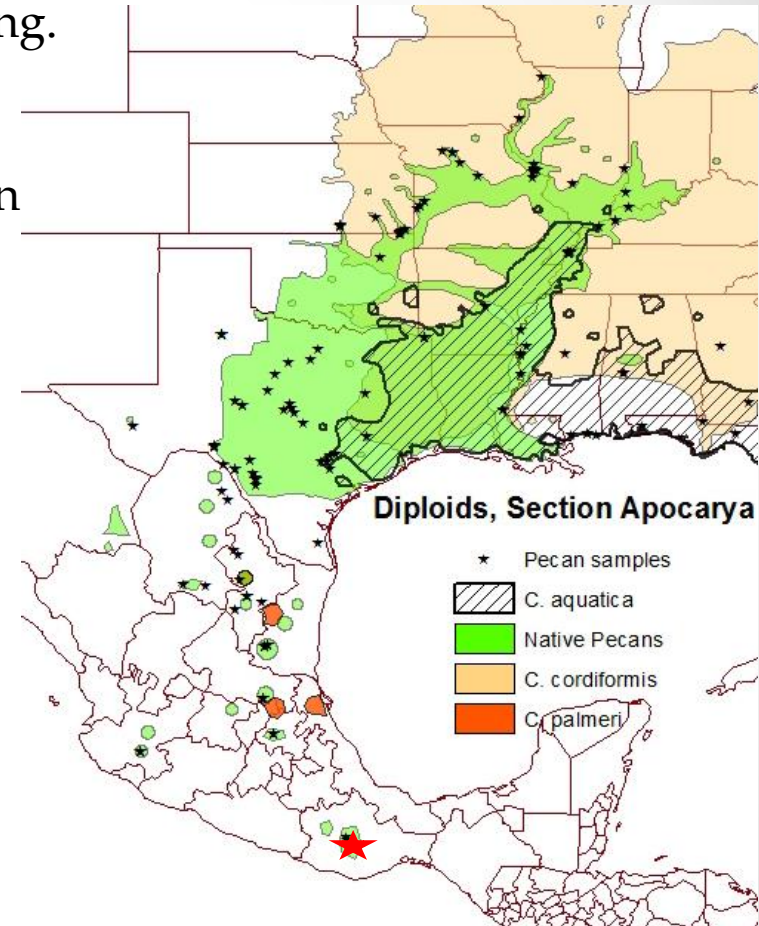 ng.
n
Diploids, Section Apocarya
Pecan samples
C. aquatica
Native Pecans
C. cordiformis
C. palmeri